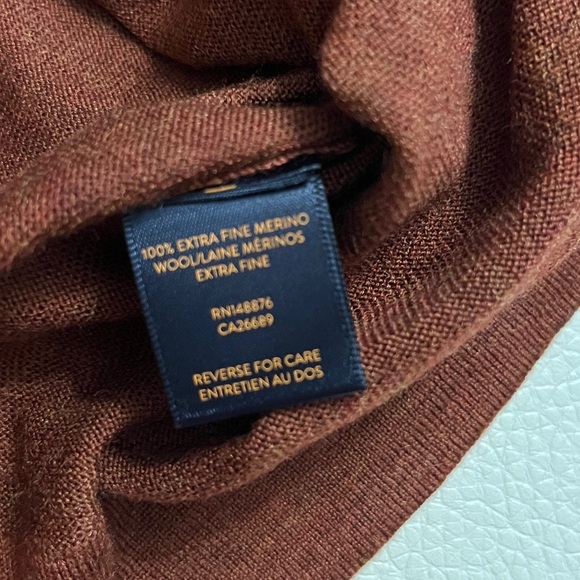 100% EXTRA FINE MERINO
WOOL/LAINE MÉRINOS
EXTRA FINE
RN148876
CA26689
REVERSE FOR CARE
ENTRETIEN AU DOS